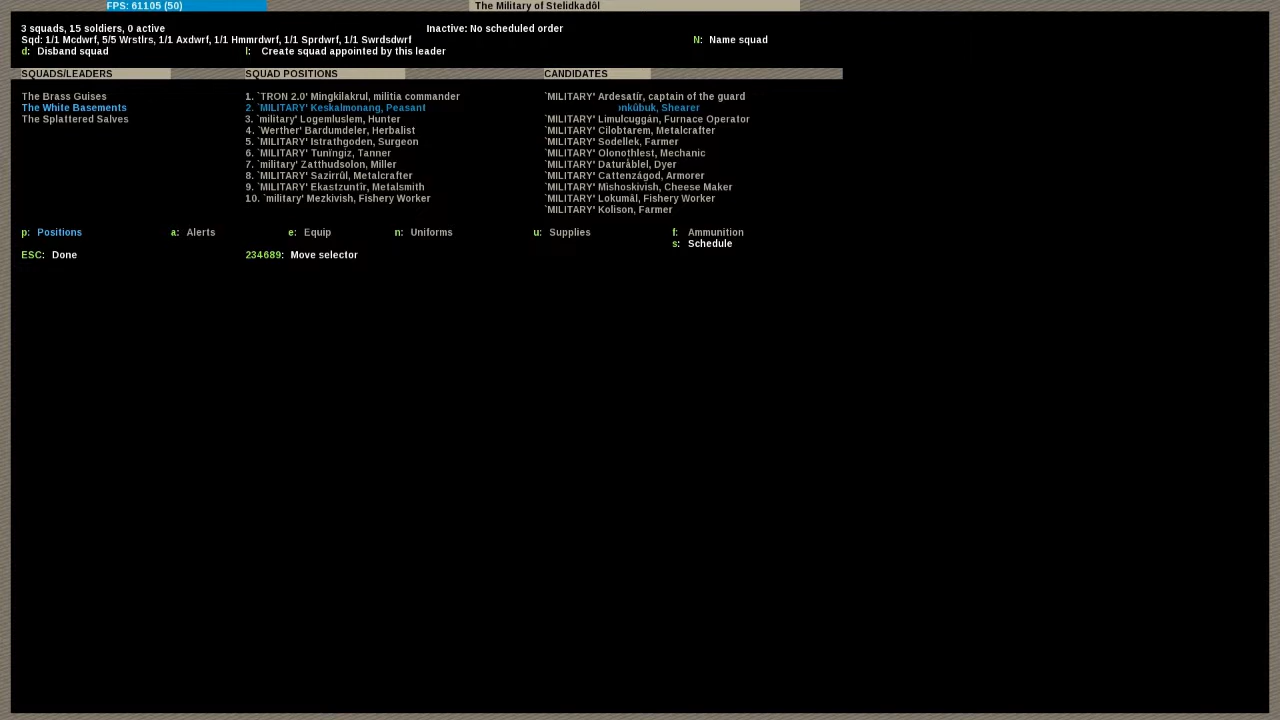 FPS: 61105 (50) The Military of Stelidkadôl
3 squads, 15 soldiers, 0 active Inactive: No scheduled order
Sqd: 1/1 Mcdwrf, 5/5 Wrstlrs, 1/1 Axdwrf, 1/1 Hmmrdwrf, 1/1 Sprdwrf, 1/1 Swrdsdwrf N: Name squad
d: Disband squad l: Create squad appointed by this leader
SQUADS/LEADERS SQUAD POSITIONS CANDIDATES
The Brass Guises 1. `TRON 2.0' Mingkilakrul, militia commander `MILITARY' Ardesatír, captain of the guard
The White Basements 2. `MILITARY' Keskalmonang, Peasant onkûbuk, Shearer
The Splattered Salves 3. `military' Logemluslem, Hunter `MILITARY' Limulcuggán, Furnace Operator
4. `Werther' Bardumdeler, Herbalist `MILITARY' Cilobtarem, Metalcrafter
5. `MILITARY' Istrathgoden, Surgeon `MILITARY' Sodellek, Farmer
6. `MILITARY' Tunïngiz, Tanner `MILITARY' Olonothlest, Mechanic
7. `military' Zatthudsolon, Miller `MILITARY' Daturåblel, Dyer
8. `MILITARY' Sazirrûl, Metalcrafter `MILITARY' Cattenzágod, Armorer
9. `MILITARY' Ekastzuntîr, Metalsmith `MILITARY' Mishoskivish, Cheese Maker
10. `military' Mezkivish, Fishery Worker `MILITARY' Lokumâl, Fishery Worker
`MILITARY' Kolison, Farmer
p: Positions a: Alerts e: Equip n: Uniforms u: Supplies f: Ammunition
s: Schedule
ESC: Done 234689: Move selector